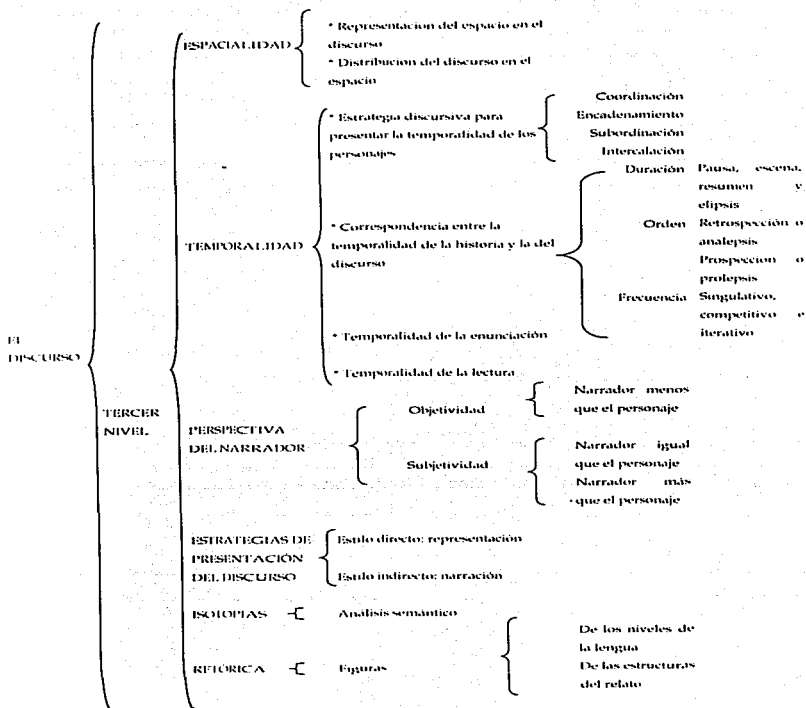 EL
DISCURSO
TERCER
NIVEL
ESPACIALIDAD
* Representacion del espacio en el
discurso
* Distribucion del discurso en el
espacio
TEMPORALIDAD
* Estrategia discursiva para
presentar la temporalidad de los
personajes
Coordinación
Encadenamiento
Subordinación
Intercalación
* Correspondencia entre la
temporalidad de la historia y la del
discurso
Duración Pausa, escena,
resumen y
elipsis
Orden Retrospección o
analepsis
Prospeccion o
prolepsis
Frecuencia Singulativo,
competitivo e
iterativo
* Temporalidad de la enunciación
* Temporalidad de la lectura
PERSPECTIVA
DEL NARRADOR
Objetividad
Narrador menos
que el personaje
Subjetividad
Narrador igual
que el personaje
Narrador más
que el personaje
ESTRATEGIAS DE
PRESENTACIÓN
DEL DISCURSO
Estilo directo: representación
Estilo indirecto: narración
ISOTOPIAS
Análisis semántico
RETÓRICA
Figuras
De los niveles de
la lengua
De las estructuras
del relato